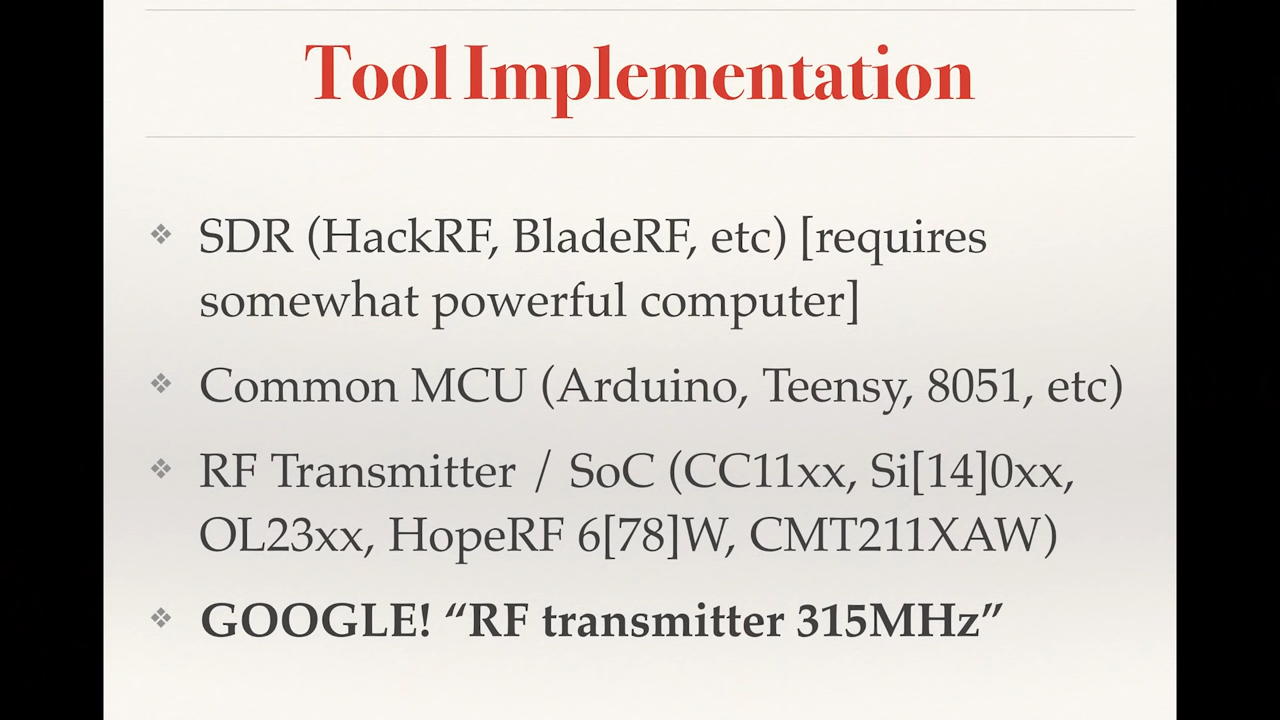 Tool Implementation
SDR (HackRF, BladeRF, etc) [requires
somewhat powerful computer]
Common MCU (Arduino, Teensy, 8051, etc)
RF Transmitter / SoC (CC11xx, Si[14]0xx,
OL23xx, HopeRF 6[78]W, CMT211XAW)
GOOGLE! “RF transmitter 315MHz”